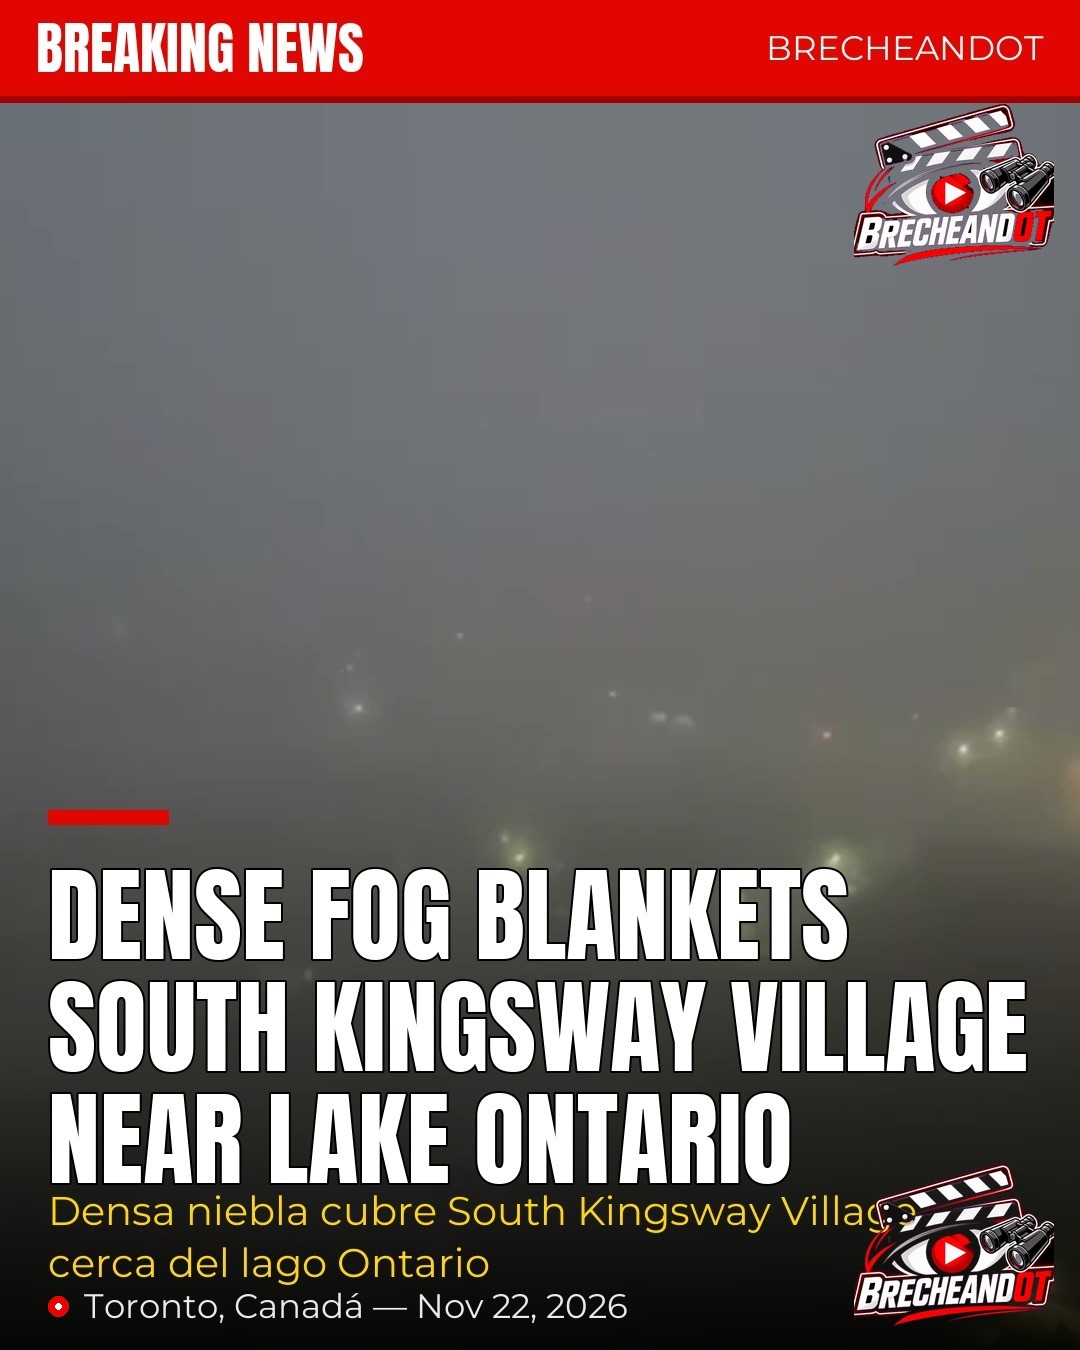 BREAKING NEWS
BRECHEANDOT
BRECHEANDOT
DENSE FOG BLANKETS
SOUTH KINGSWAY VILLAGE
NEAR LAKE ONTARIO
Densa niebla cubre South Kingsway Village
cerca del lago Ontario
Toronto, Canadá — Nov 22, 2026
BRECHEANDOT